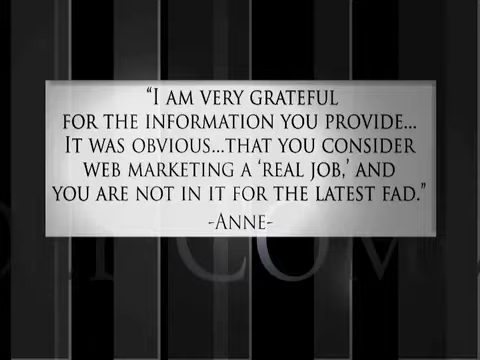 “I am very grateful
for the information you provide...
It was obvious...that you consider
web marketing a ‘real job,’ and
you are not in it for the latest fad.”
-Anne-